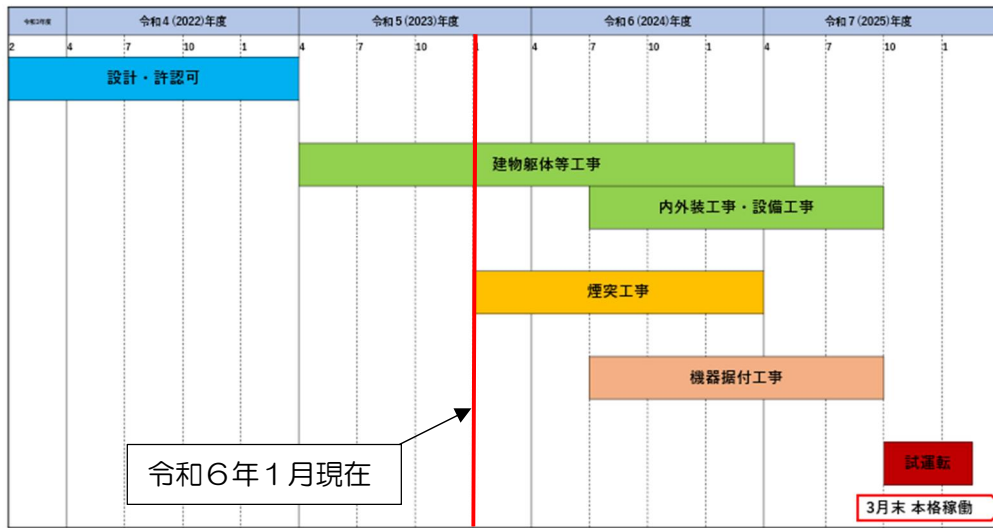 令和3年度 令和4(2022)年度 令和5(2023)年度 令和6(2024)年度 令和7(2025)年度
2 4 7 10 1 4 7 10 1 4 7 10 1 4 7 10 1
設計・許認可
建物躯体等工事
内外装工事・設備工事
煙突工事
機器据付工事
試運転
令和６年１月現在
3月末 本格稼働